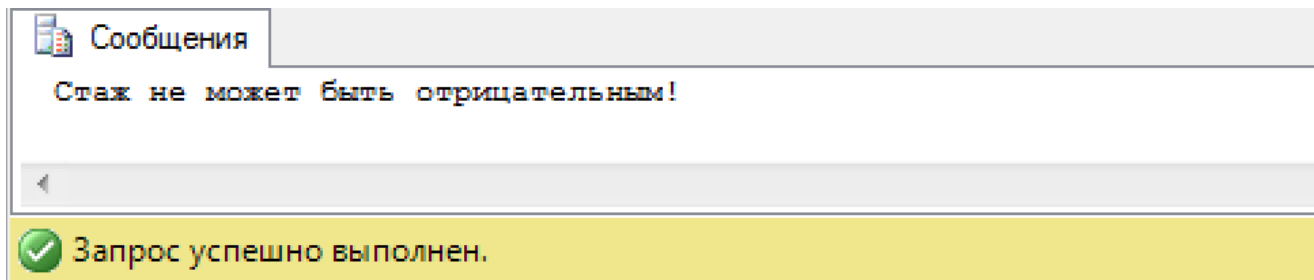 Сообщения
Стаж не может быть отрицательным!
Запрос успешно выполнен.